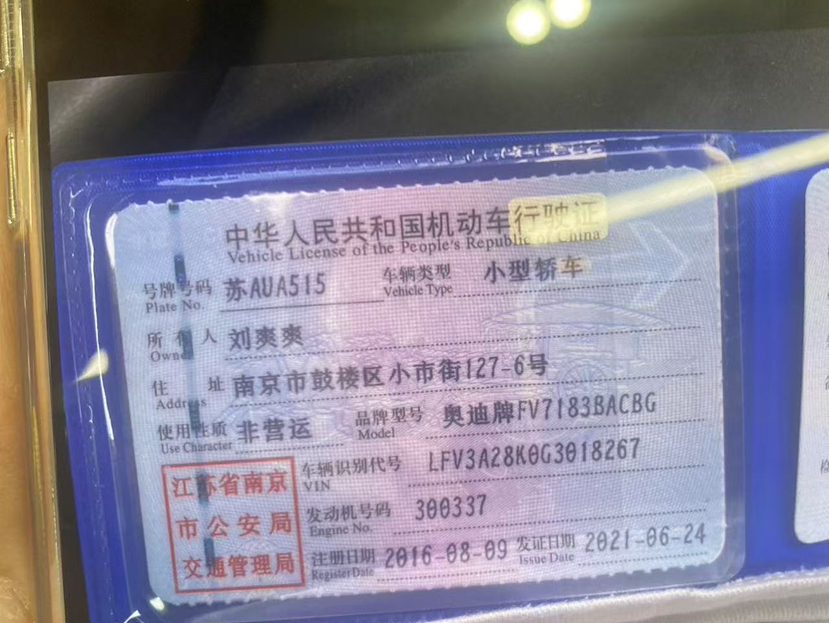 中华人民共和国机动车行驶证
Vehicle License of the People's Republic of China
号牌号码 苏AUA515 车辆类型 小型轿车
Plate No. Vehicle Type
所有人 刘爽爽
Owner
住址 南京市鼓楼区小市街127-6号
Address
使用性质 非营运 品牌型号 奥迪牌FV7183BACBG
Use Character Model
江苏省南京
市公安局
交通管理局
车辆识别代号 LFV3A28K0G3018267
VIN
发动机号码 300337
Engine No.
注册日期 2016-08-09 发证日期 2021-06-24
Register Date Issue Date